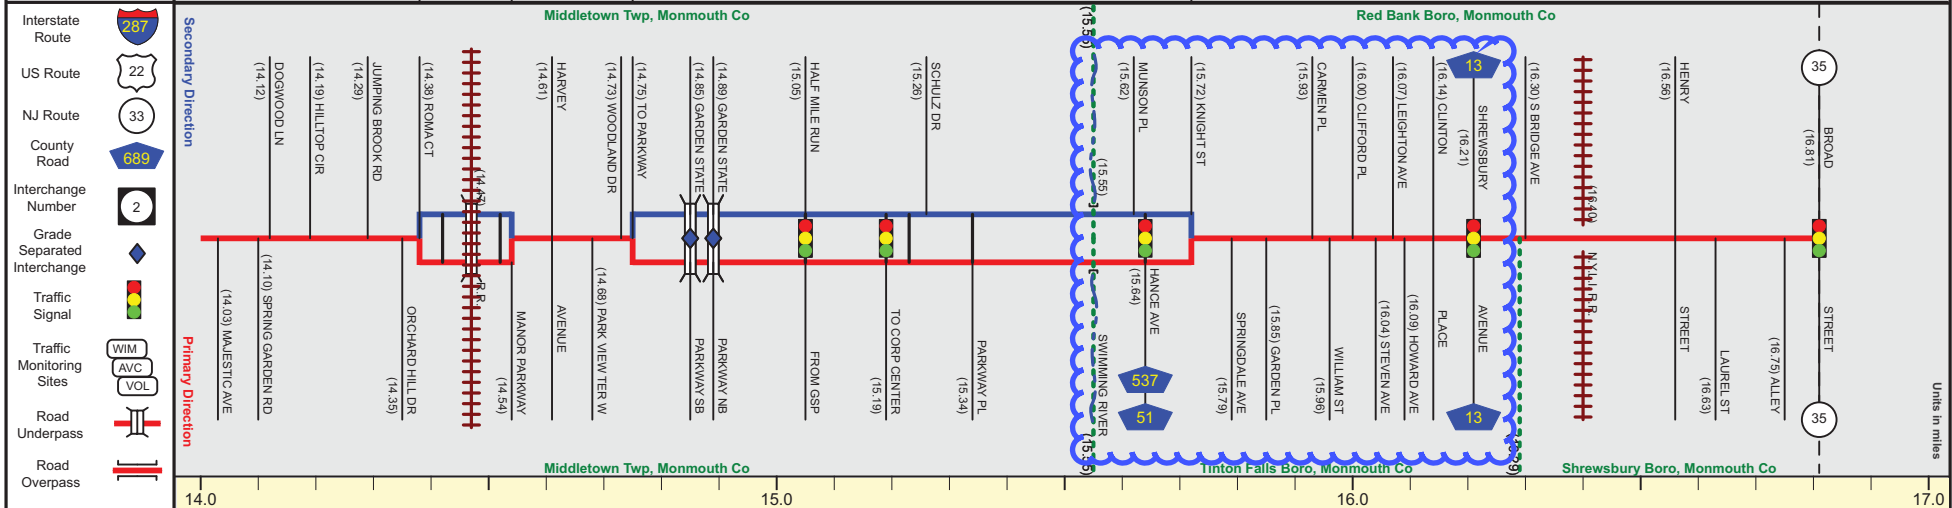 Interstate
Route
287
US Route
22
NJ Route
33
County
Road
689
Interchange
Number
2
Grade
Separated
Interchange
Traffic
Signal
Traffic
Monitoring
Sites
WIM
AVC
VOL
Road
Underpass
Road
Overpass
Secondary Direction
Primary Direction
Middletown Twp, Monmouth Co
Red Bank Boro, Monmouth Co
(14.12) DOGWOOD LN
(14.19) HILLTOP CIR
(14.29) JUMPING BROOK RD
(14.38) ROMA CT
(14.47)
(14.61) HARVEY
(14.73) WOODLAND DR
(14.75) TO PARKWAY
(14.85) GARDEN STATE
(14.89) GARDEN STATE
(15.05) HALF MILE RUN
(15.26) SCHULZ DR
(15.55)
(15.55)
(15.62) MUNSON PL
(15.72) KNIGHT ST
(15.93) CARMEN PL
(16.00) CLIFFORD PL
(16.07) LEIGHTON AVE
(16.14) CLINTON
13
SHREWSBURY
(16.21)
(16.30) S BRIDGE AVE
(16.40)
(16.56) HENRY
35
BROAD
(16.81)
(14.03) MAJESTIC AVE
(14.10) SPRING GARDEN RD
(14.35) ORCHARD HILL DR
R.R.
(14.54) MANOR PARKWAY
AVENUE
(14.68) PARK VIEW TER W
PARKWAY SB
PARKWAY NB
FROM GSP
(15.19) TO CORP CENTER
(15.34) PARKWAY PL
(15.55)
SWIMMING RIVER
(15.64) HANCE AVE
537
51
(15.79) SPRINGDALE AVE
(15.85) GARDEN PL
(15.96) WILLIAM ST
(16.04) STEVEN AVE
(16.09) HOWARD AVE
PLACE
AVENUE
13
N.Y.L.I. R.R.
STREET
(16.63) LAUREL ST
(16.75) ALLEY
STREET
35
Units in miles
Middletown Twp, Monmouth Co
Tinton Falls Boro, Monmouth Co
Shrewsbury Boro, Monmouth Co
14.0
15.0
16.0
17.0